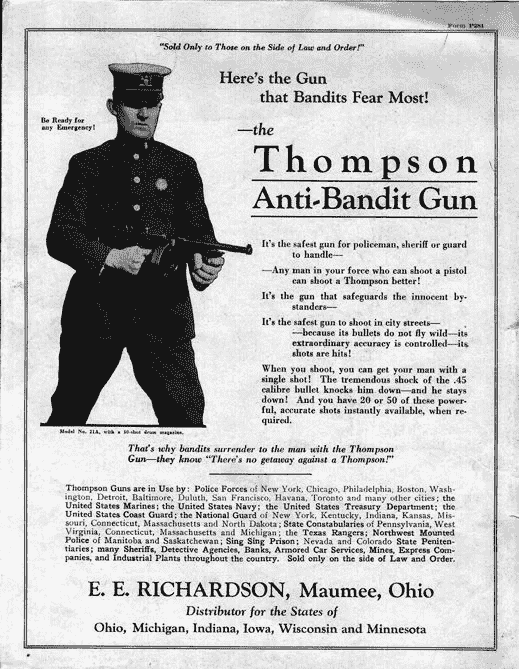 Form P281
"Sold Only to Those on the Side of Law and Order!"
Here's the Gun
that Bandits Fear Most!
Be Ready for
any Emergency!
—the
Thompson
Anti-Bandit Gun
It's the safest gun for policeman, sheriff or guard
to handle—
—Any man in your force who can shoot a pistol
can shoot a Thompson better!
It's the gun that safeguards the innocent by-
standers—
It's the safest gun to shoot in city streets—
—because its bullets do not fly wild—its
extraordinary accuracy is controlled—its
shots are hits!
When you shoot, you can get your man with a
single shot! The tremendous shock of the .45
calibre bullet knocks him down—and he stays
down! And you have 20 or 50 of these power-
ful, accurate shots instantly available, when re-
quired.
Model No. 21A, with a 50-shot drum magazine.
That's why bandits surrender to the man with the Thompson
Gun—they know "There's no getaway against a Thompson!"
Thompson Guns are in Use by: Police Forces of New York, Chicago, Philadelphia, Boston, Wash-
ington, Detroit, Baltimore, Duluth, San Francisco, Havana, Toronto and many other cities; the
United States Marines; the United States Navy; the United States Treasury Department; the
United States Coast Guard; the National Guard of New York, Kentucky, Indiana, Kansas, Mis-
souri, Connecticut, Massachusetts and North Dakota; State Constabularies of Pennsylvania, West
Virginia, Connecticut, Massachusetts and Michigan; the Texas Rangers; Northwest Mounted
Police of Manitoba and Saskatchewan; Sing Sing Prison; Nevada and Colorado State Peniten-
tiaries; many Sheriffs, Detective Agencies, Banks, Armored Car Services, Mines, Express Com-
panies, and Industrial Plants throughout the country. Sold only on the side of Law and Order.
E. E. RICHARDSON, Maumee, Ohio
Distributor for the States of
Ohio, Michigan, Indiana, Iowa, Wisconsin and Minnesota